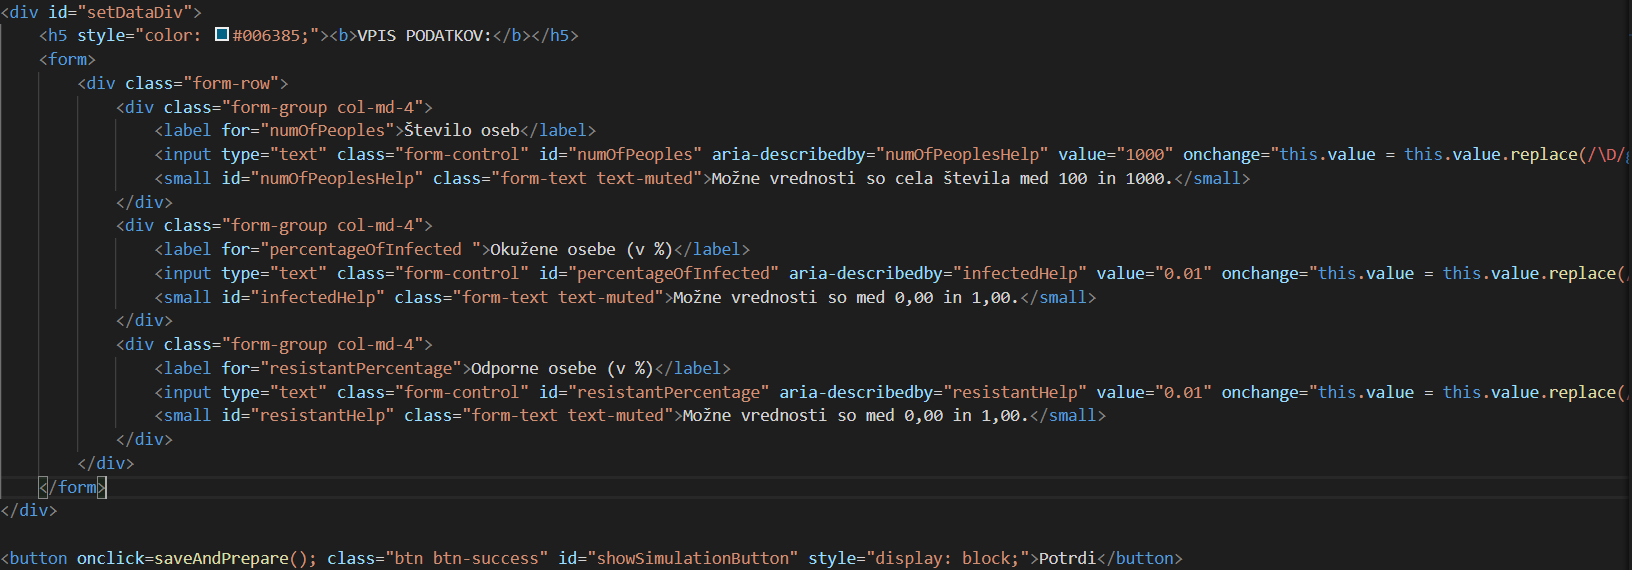 <div id="setDataDiv">
<h5 style="color: #006385;"><b>VPIS PODATKOV:</b></h5>
<form>
<div class="form-row">
<div class="form-group col-md-4">
<label for="numOfPeoples">Število oseb</label>
<input type="text" class="form-control" id="numOfPeoples" aria-describedby="numOfPeoplesHelp" value="1000" onchange="this.value = this.value.replace(/\D/g
<small id="numOfPeoplesHelp" class="form-text text-muted">Možne vrednosti so cela števila med 100 in 1000.</small>
</div>
<div class="form-group col-md-4">
<label for="percentageOfInfected ">Okužene osebe (v %)</label>
<input type="text" class="form-control" id="percentageOfInfected" aria-describedby="infectedHelp" value="0.01" onchange="this.value = this.value.replace(/
<small id="infectedHelp" class="form-text text-muted">Možne vrednosti so med 0,00 in 1,00.</small>
</div>
<div class="form-group col-md-4">
<label for="resistantPercentage">Odporne osebe (v %)</label>
<input type="text" class="form-control" id="resistantPercentage" aria-describedby="resistantHelp" value="0.01" onchange="this.value = this.value.replace(/
<small id="resistantHelp" class="form-text text-muted">Možne vrednosti so med 0,00 in 1,00.</small>
</div>
</div>
</form>
</div>
<button onclick=saveAndPrepare(); class="btn btn-success" id="showSimulationButton" style="display: block;">Potrdi</button>